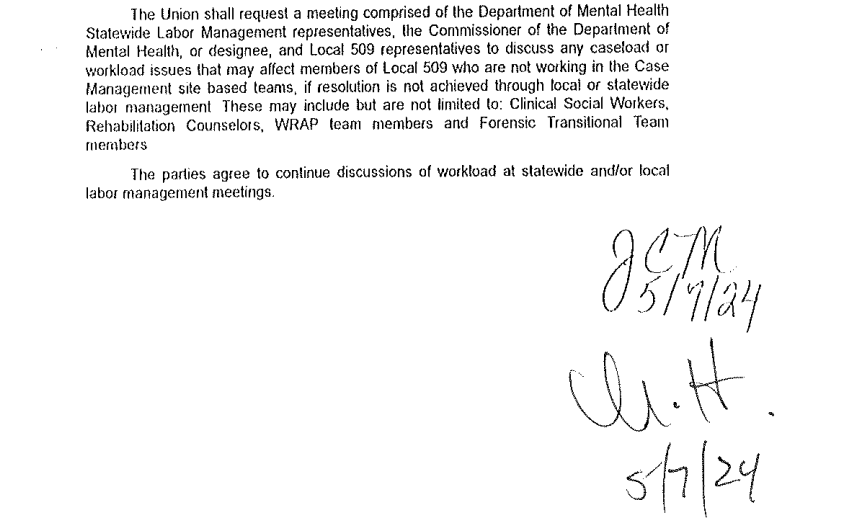 The Union shall request a meeting comprised of the Department of Mental Health
Statewide Labor Management representatives, the Commissioner of the Department of
Mental Health, or designee, and Local 509 representatives to discuss any caseload or
workload issues that may affect members of Local 509 who are not working in the Case
Management site based teams, if resolution is not achieved through local or statewide
labor management These may include but are not limited to: Clinical Social Workers,
Rehabilitation Counselors, WRAP team members and Forensic Transitional Team
members
The parties agree to continue discussions of workload at statewide and/or local
labor management meetings.
JCM
5/7/24
5/7/24